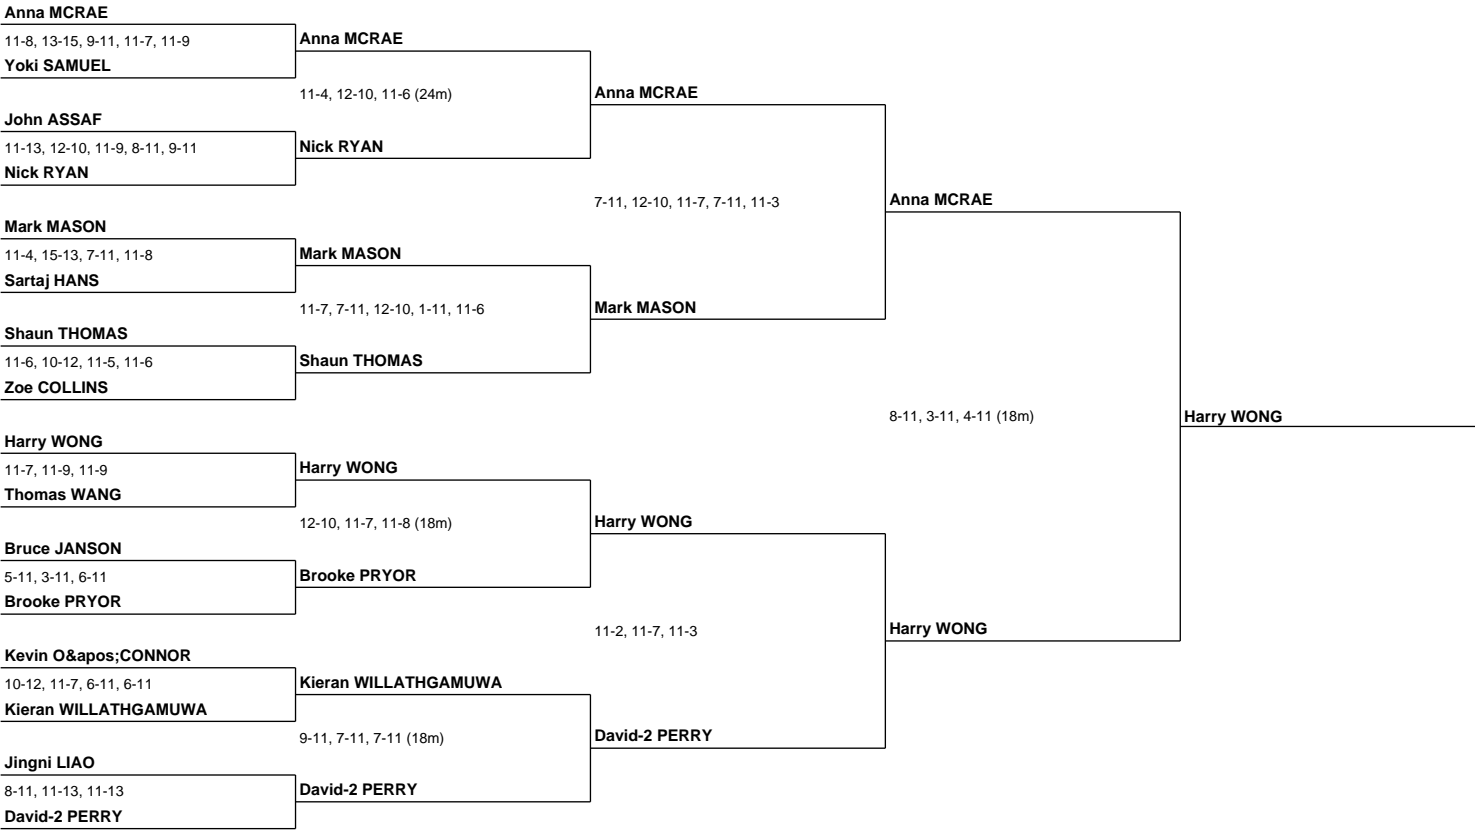 Anna MCRAE
11-8, 13-15, 9-11, 11-7, 11-9
Yoki SAMUEL
Anna MCRAE
11-4, 12-10, 11-6 (24m)
Anna MCRAE
John ASSAF
11-13, 12-10, 11-9, 8-11, 9-11
Nick RYAN
Nick RYAN
7-11, 12-10, 11-7, 7-11, 11-3
Anna MCRAE
Mark MASON
11-4, 15-13, 7-11, 11-8
Sartaj HANS
Mark MASON
11-7, 7-11, 12-10, 1-11, 11-6
Mark MASON
Shaun THOMAS
11-6, 10-12, 11-5, 11-6
Zoe COLLINS
Shaun THOMAS
8-11, 3-11, 4-11 (18m)
Harry WONG
Harry WONG
11-7, 11-9, 11-9
Thomas WANG
Harry WONG
12-10, 11-7, 11-8 (18m)
Harry WONG
Bruce JANSON
5-11, 3-11, 6-11
Brooke PRYOR
Brooke PRYOR
11-2, 11-7, 11-3
Harry WONG
Kevin O&apos;CONNOR
10-12, 11-7, 6-11, 6-11
Kieran WILLATHGAMUWA
Kieran WILLATHGAMUWA
9-11, 7-11, 7-11 (18m)
David-2 PERRY
Jingni LIAO
8-11, 11-13, 11-13
David-2 PERRY
David-2 PERRY